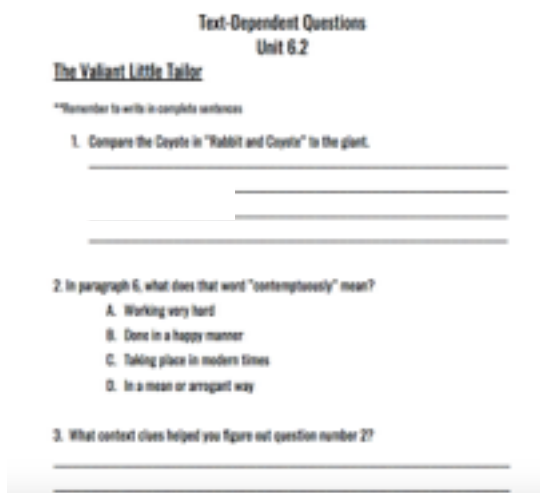 Text-Dependent Questions
Unit 6.2
The Valiant Little Tailor
**Remember to write in complete sentences
1. Compare the Coyote in "Rabbit and Coyote" to the giant.
2. In paragraph 6, what does that word "contemptuously" mean?
A. Working very hard
B. Done in a happy manner
C. Taking place in modern times
D. In a mean or arrogant way
3. What context clues helped you figure out question number 2?